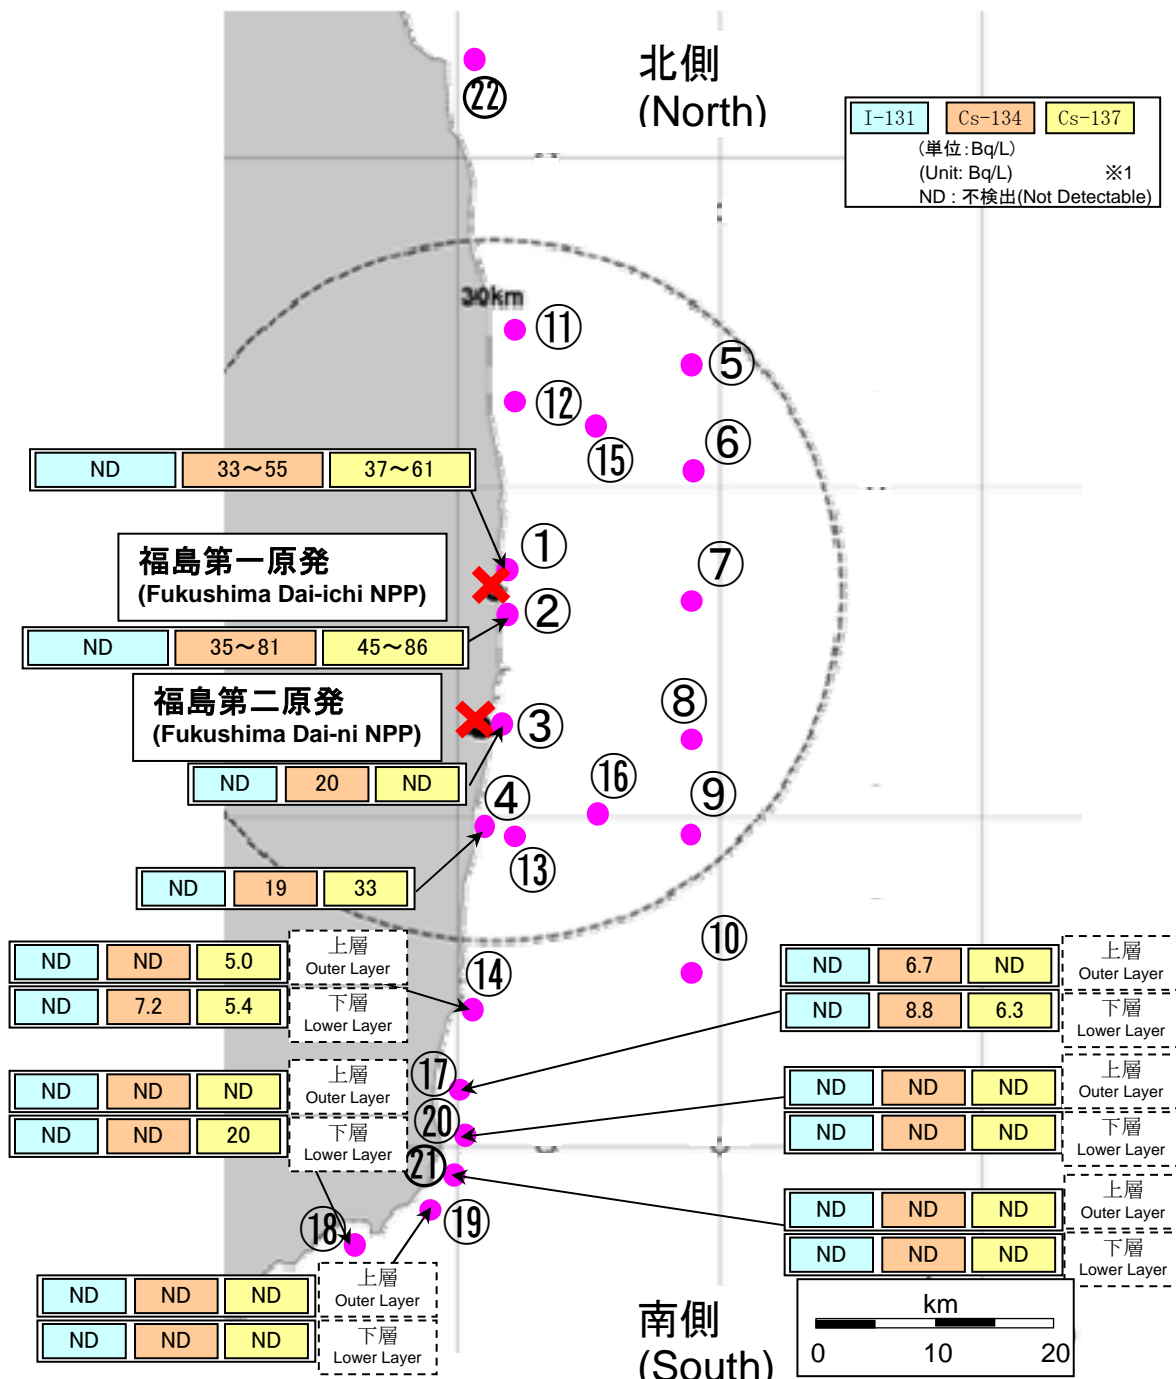 北側
(North)
㉒
I-131 Cs-134 Cs-137
(単位:Bq/L)
(Unit: Bq/L) ※1
ND : 不検出(Not Detectable)
30km
⑪
⑤
⑫
⑥
⑮
ND 33～55 37～61
①
福島第一原発
(Fukushima Dai-ichi NPP)
⑦
②
ND 35～81 45～86
福島第二原発
(Fukushima Dai-ni NPP)
③
⑧
ND 20 ND
④
⑯
⑨
⑬
ND 19 33
⑩
⑭
ND ND 5.0 上層
Outer Layer
ND 7.2 5.4 下層
Lower Layer
ND 6.7 ND 上層
Outer Layer
ND 8.8 6.3 下層
Lower Layer
⑰
ND ND ND 上層
Outer Layer
ND ND 20 下層
Lower Layer
ND ND ND 上層
Outer Layer
ND ND ND 下層
Lower Layer
⑳
㉑
ND ND ND 上層
Outer Layer
ND ND ND 下層
Lower Layer
⑱
⑲
ND ND ND 上層
Outer Layer
ND ND ND 下層
Lower Layer
南側
(South)
km
0 10 20